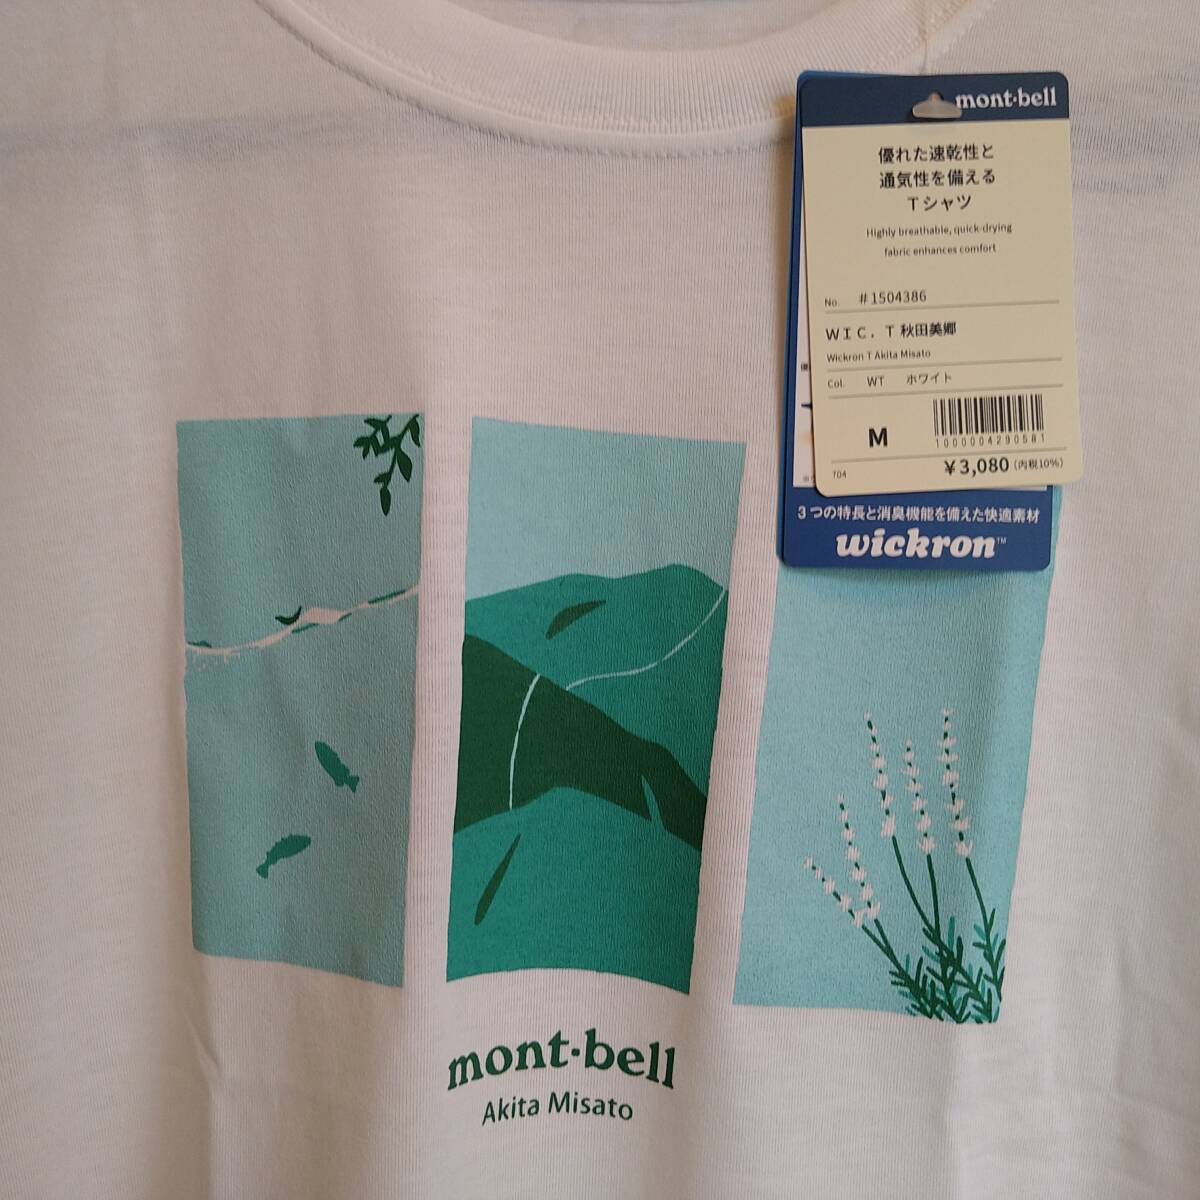 mont·bell
優れた速乾性と
通気性を備える
Tシャツ
Highly breathable, quick-drying
fabric enhances comfort
No. #1504386
WIC. T 秋田美郷
Wickron T Akita Misato
Col. WT ホワイト
M
1000004290581
704 ¥3,080 (内税10%)
3つの特長と消臭機能を備えた快適素材
wickron™
mont·bell
Akita Misato